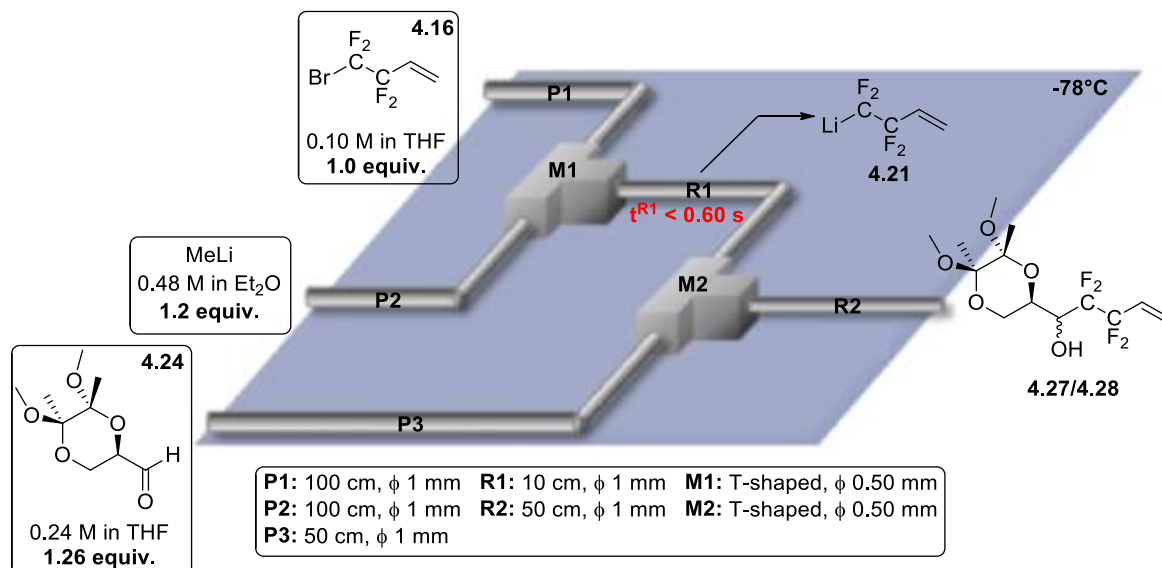 4.16
F₂
Br C C
F₂
0.10 M in THF
1.0 equiv.
MeLi
0.48 M in Et₂O
1.2 equiv.
4.24
O
O
O
O
H
O
0.24 M in THF
1.26 equiv.
P1
M1
P2
R1
tᴿ¹ < 0.60 s
M2
R2
P3
-78°C
F₂
Li C C
F₂
4.21
O
O
O
O
F₂
C C
F₂
OH
4.27/4.28
P1: 100 cm, ϕ 1 mm R1: 10 cm, ϕ 1 mm M1: T-shaped, ϕ 0.50 mm
P2: 100 cm, ϕ 1 mm R2: 50 cm, ϕ 1 mm M2: T-shaped, ϕ 0.50 mm
P3: 50 cm, ϕ 1 mm